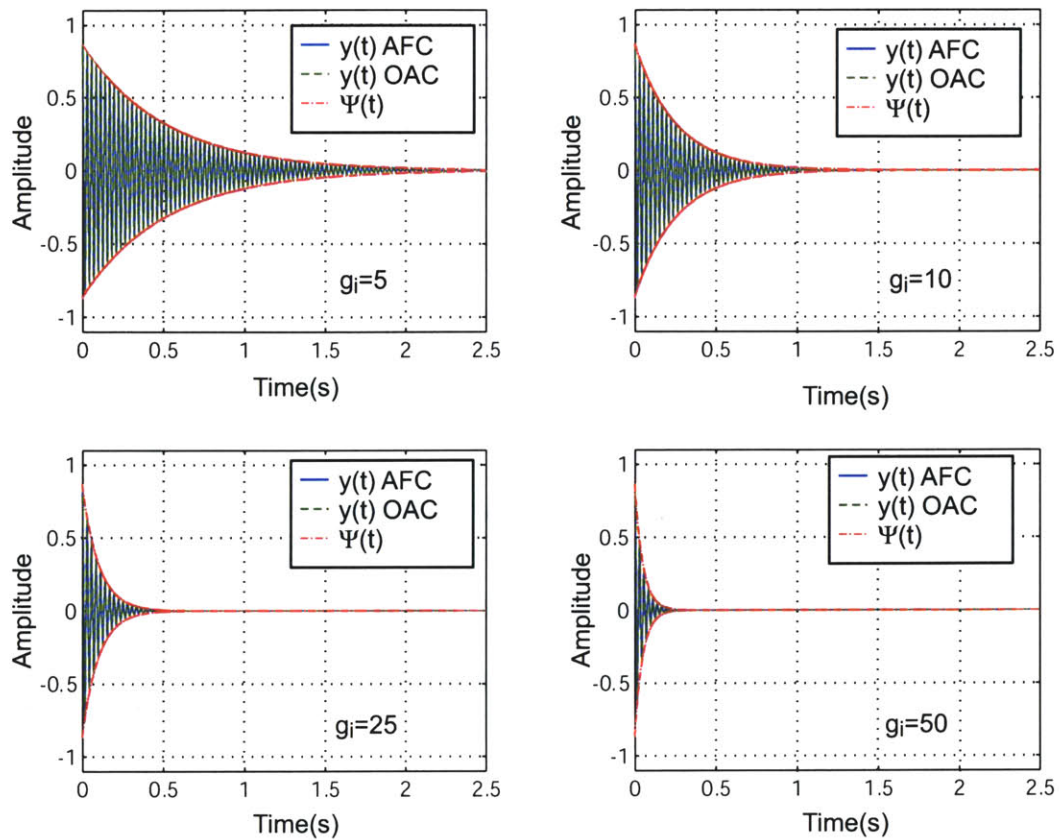 1
0.5
0
-0.5
-1
Amplitude
y(t) AFC
y(t) OAC
Ψ(t)
gi=5
0 0.5 1 1.5 2 2.5
Time(s)
1
0.5
0
-0.5
-1
Amplitude
y(t) AFC
y(t) OAC
Ψ(t)
gi=10
0 0.5 1 1.5 2 2.5
Time(s)
1
0.5
0
-0.5
-1
Amplitude
y(t) AFC
y(t) OAC
Ψ(t)
gi=25
0 0.5 1 1.5 2 2.5
Time(s)
1
0.5
0
-0.5
-1
Amplitude
y(t) AFC
y(t) OAC
Ψ(t)
gi=50
0 0.5 1 1.5 2 2.5
Time(s)